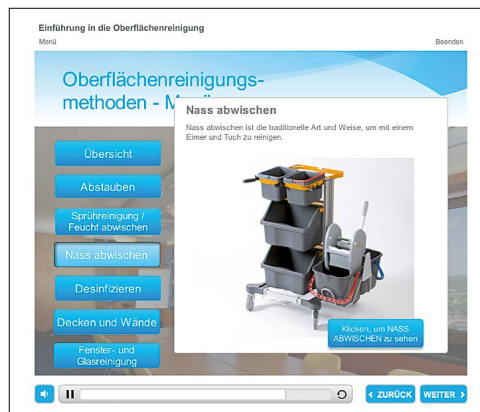 Einführung in die Oberflächenreinigung
Menü
Beenden
Oberflächenreinigungs-
methoden - M
Nass abwischen
Nass abwischen ist die traditionelle Art und Weise, um mit einem
Eimer und Tuch zu reinigen.
Übersicht
Abstauben
Sprühreinigung /
Feucht abwischen
Nass abwischen
Desinfizieren
Decken und Wände
Fenster- und
Glasreinigung
Klicken, um NASS
ABWISCHEN zu sehen
ZURÜCK
WEITER